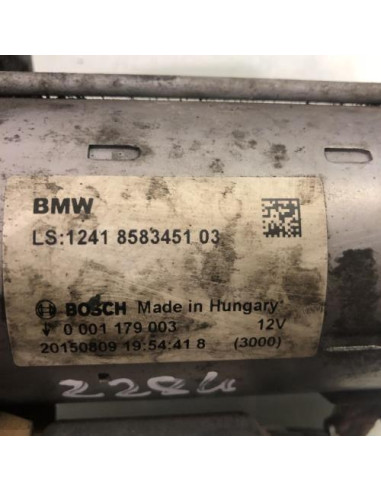 BMW
LS:1241 8583451 03
BOSCH Made in Hungary
0 001 179 003 12V
20150809 19:54:41 8 (3000)
2284